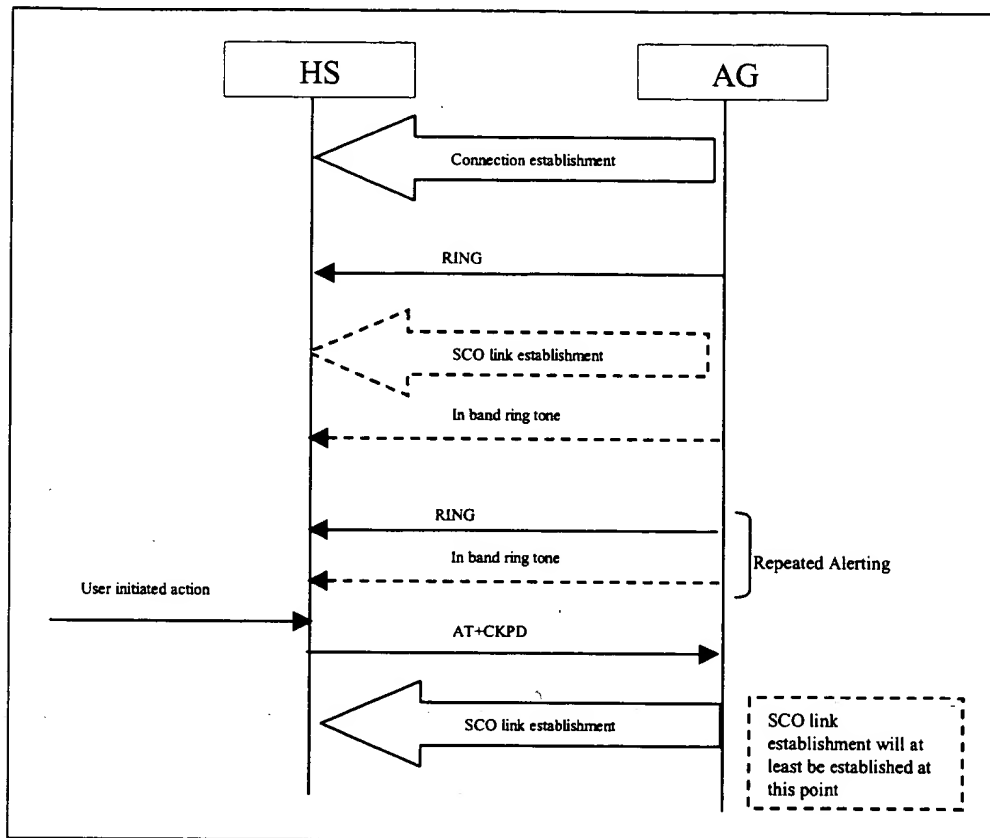 HS
AG
Connection establishment
RING
SCO link establishment
In band ring tone
RING
In band ring tone
Repeated Alerting
User initiated action
AT+CKPD
SCO link establishment
SCO link
establishment will at
least be established at
this point